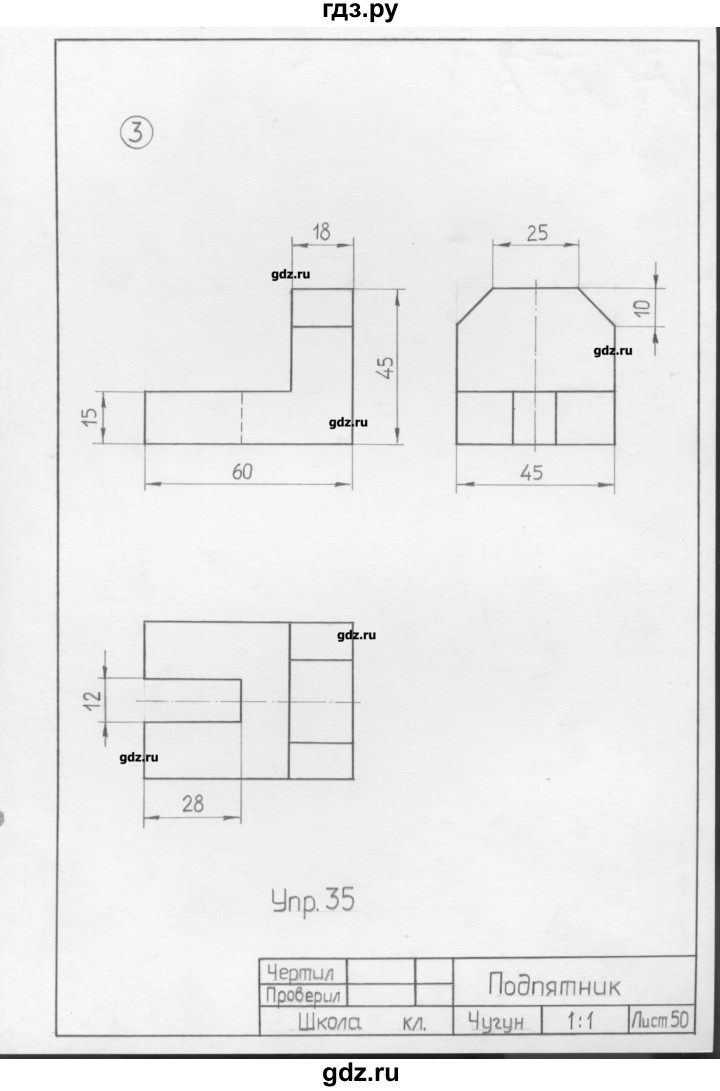 гдз.ру
3
18
25
gdz.ru
10
gdz.ru
45
15
gdz.ru
60
45
gdz.ru
12
gdz.ru
28
Упр. 35
Чертил
Проверил
Подпятник
Школа кл. Чугун 1:1 Лист 50
gdz.ru